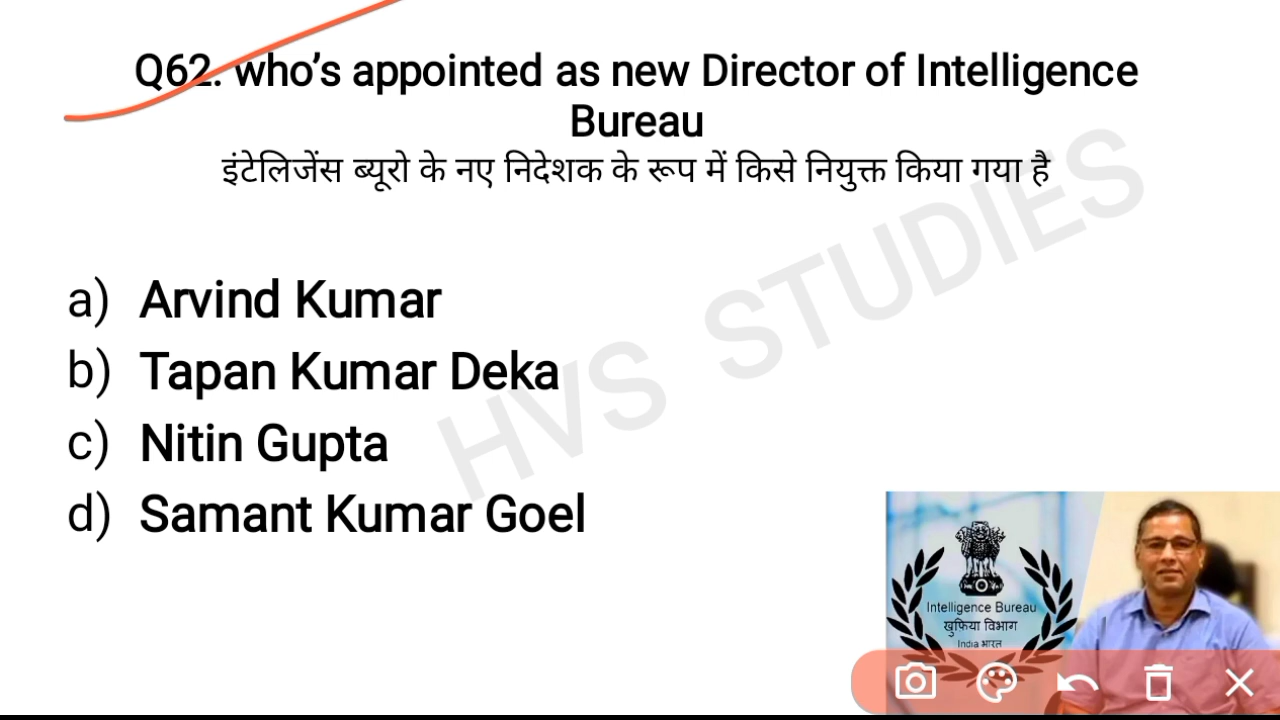 Q62. who’s appointed as new Director of Intelligence
Bureau
इंटेलिजेंस ब्यूरो के नए निदेशक के रूप में किसे नियुक्त किया गया है
HVS STUDIES
a) Arvind Kumar
b) Tapan Kumar Deka
c) Nitin Gupta
d) Samant Kumar Goel
Intelligence Bureau
खुफिया विभाग
India भारत